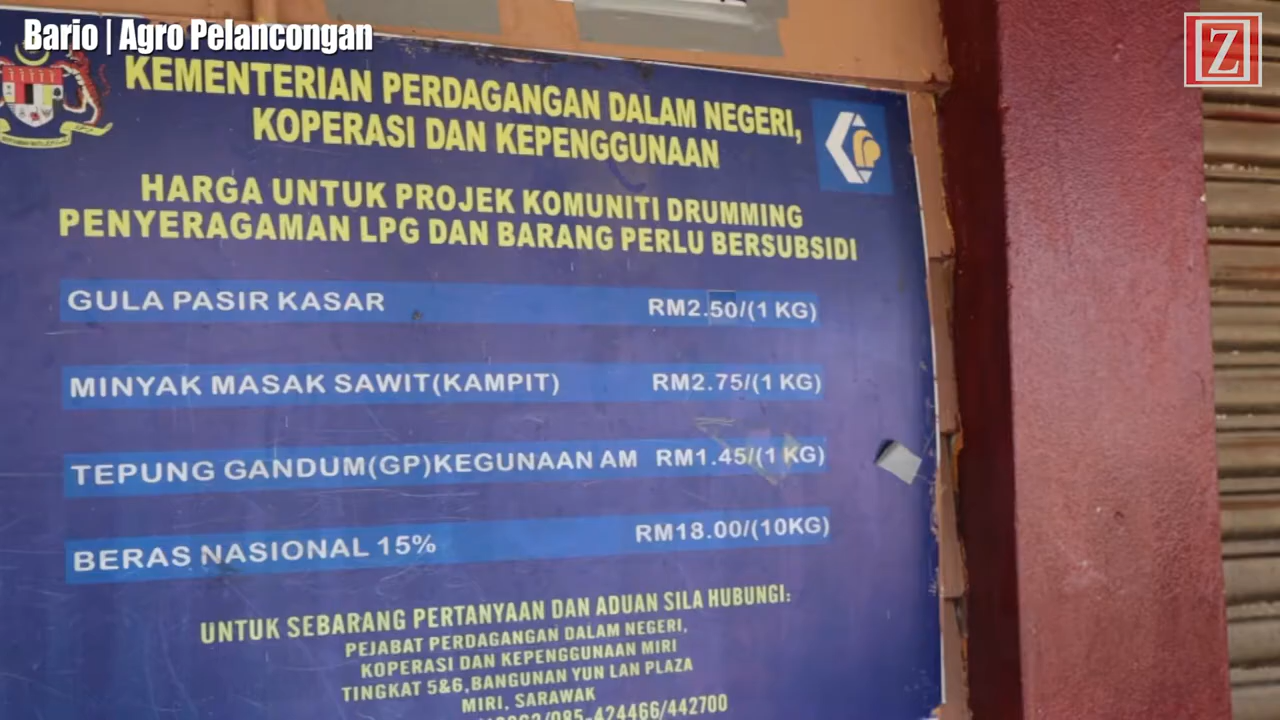 Bario | Agro Pelancongan
Z
KEMENTERIAN PERDAGANGAN DALAM NEGERI,
KOPERASI DAN KEPENGGUNAAN
HARGA UNTUK PROJEK KOMUNITI DRUMMING
PENYERAGAMAN LPG DAN BARANG PERLU BERSUBSIDI
GULA PASIR KASAR RM2.50/(1 KG)
MINYAK MASAK SAWIT(KAMPIT) RM2.75/(1 KG)
TEPUNG GANDUM(GP)KEGUNAAN AM RM1.45/(1 KG)
BERAS NASIONAL 15% RM18.00/(10KG)
UNTUK SEBARANG PERTANYAAN DAN ADUAN SILA HUBUNGI:
PEJABAT PERDAGANGAN DALAM NEGERI,
KOPERASI DAN KEPENGGUNAAN MIRI
TINGKAT 5&6,BANGUNAN YUN LAN PLAZA
MIRI, SARAWAK
/085-424466/442700